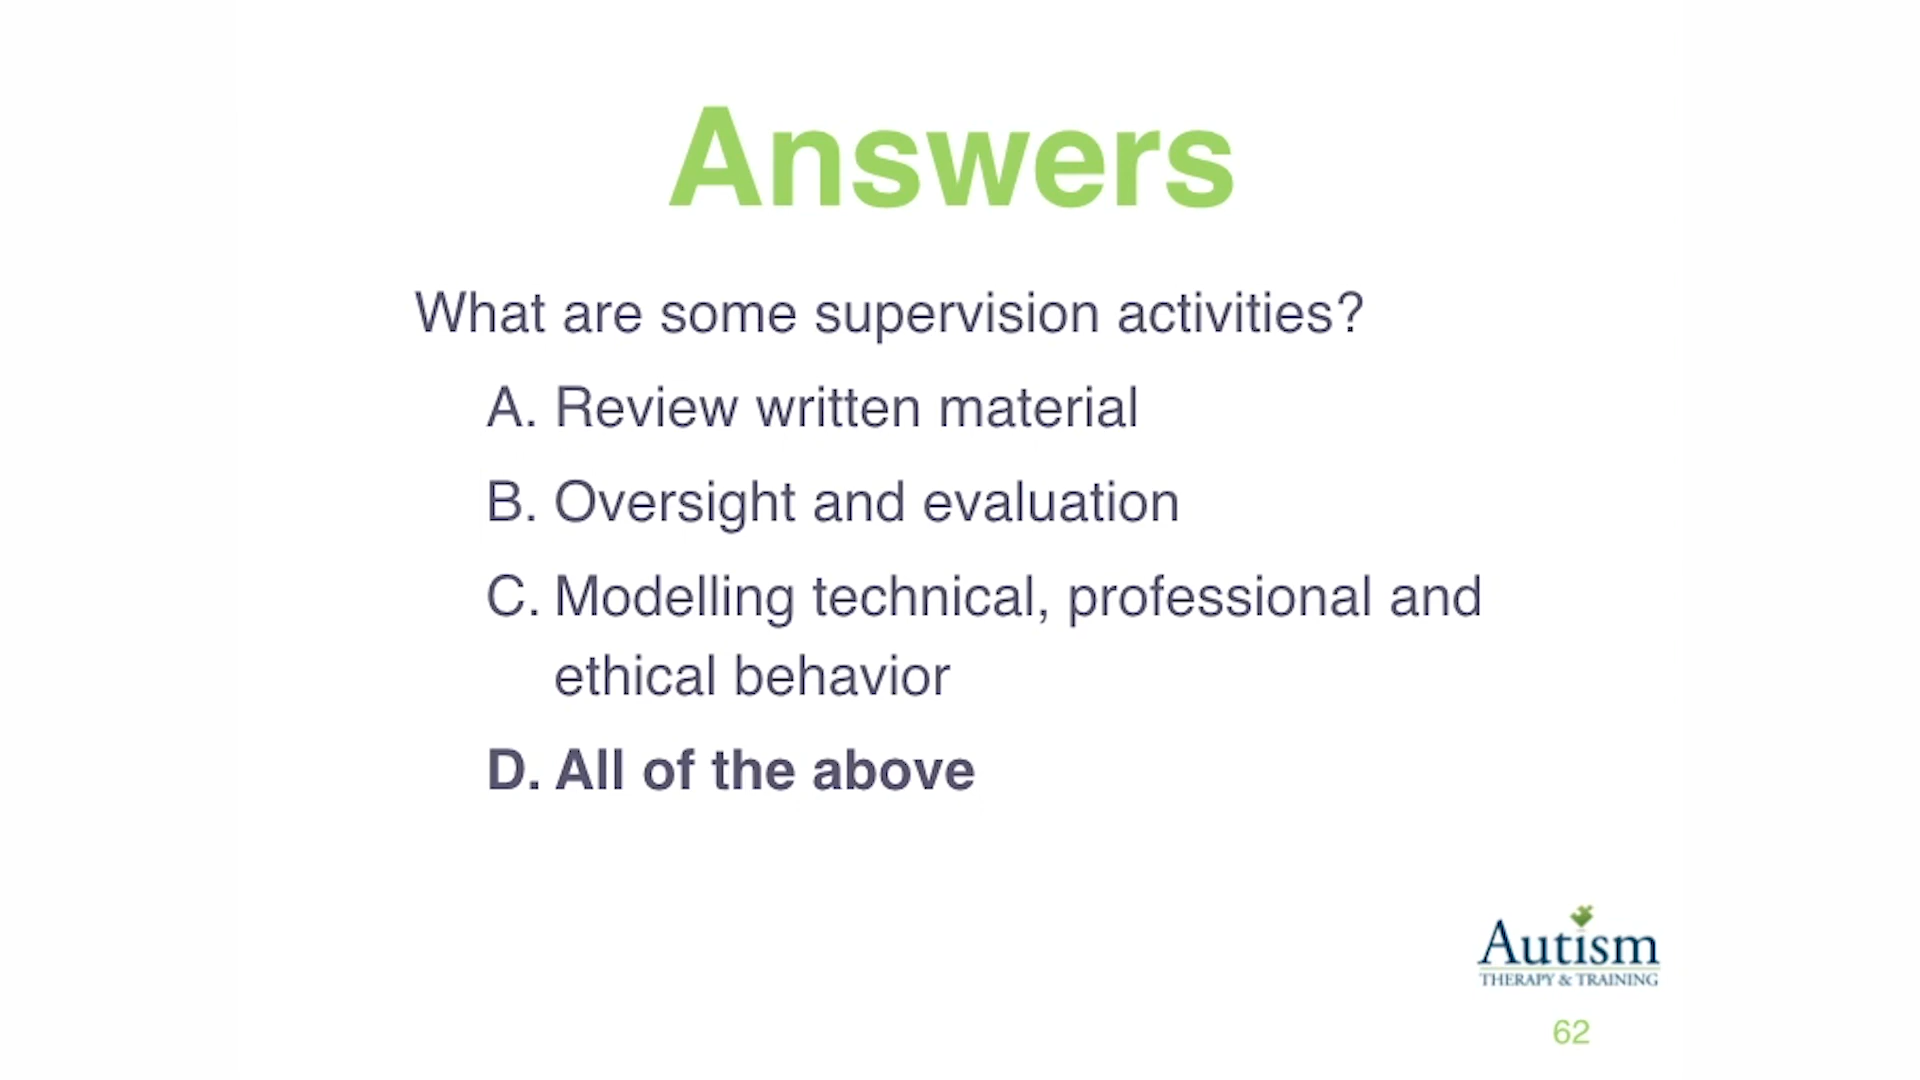 Answers
What are some supervision activities?
A. Review written material
B. Oversight and evaluation
C. Modelling technical, professional and
ethical behavior
D. All of the above
Autism
THERAPY & TRAINING
62